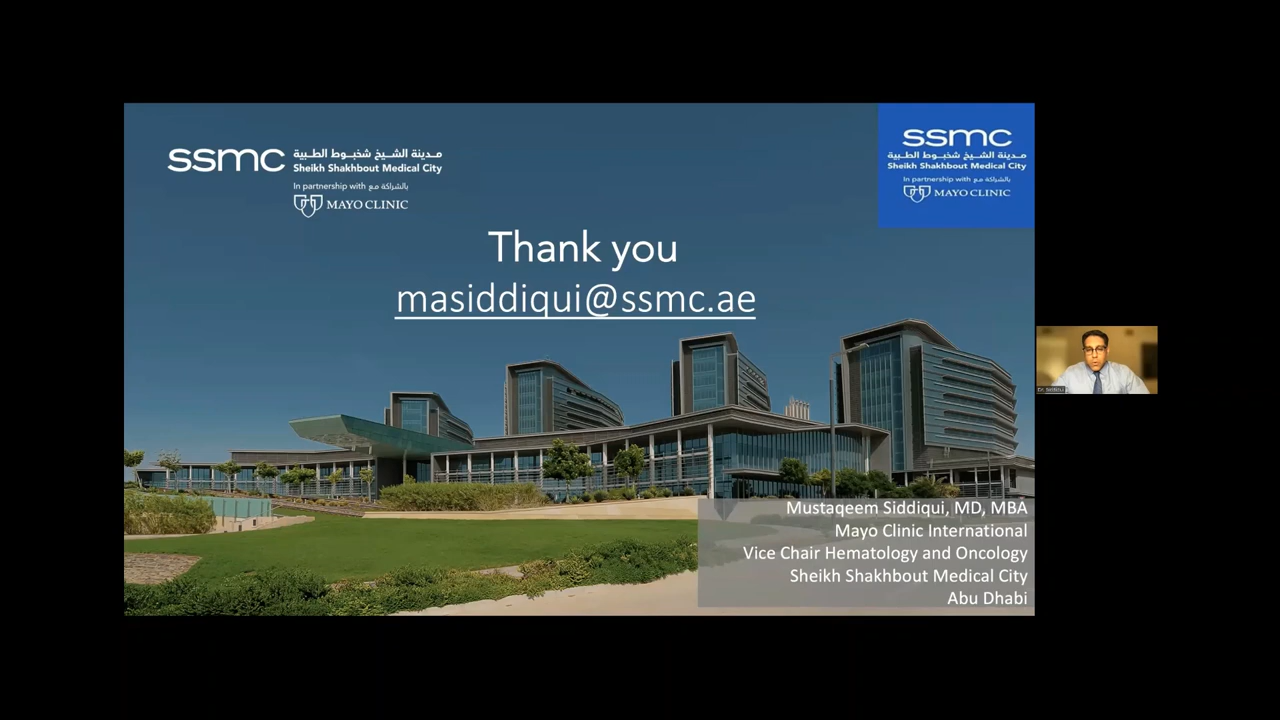 ssmc
مدينة الشيخ شخبوط الطبية
Sheikh Shakhbout Medical City
In partnership with بالشراكة مع
MAYO CLINIC
ssmc
مدينة الشيخ شخبوط الطبية
Sheikh Shakhbout Medical City
In partnership with بالشراكة مع
MAYO CLINIC
Thank you
masiddiqui@ssmc.ae
Mustaqeem Siddiqui, MD, MBA
Mayo Clinic International
Vice Chair Hematology and Oncology
Sheikh Shakhbout Medical City
Abu Dhabi